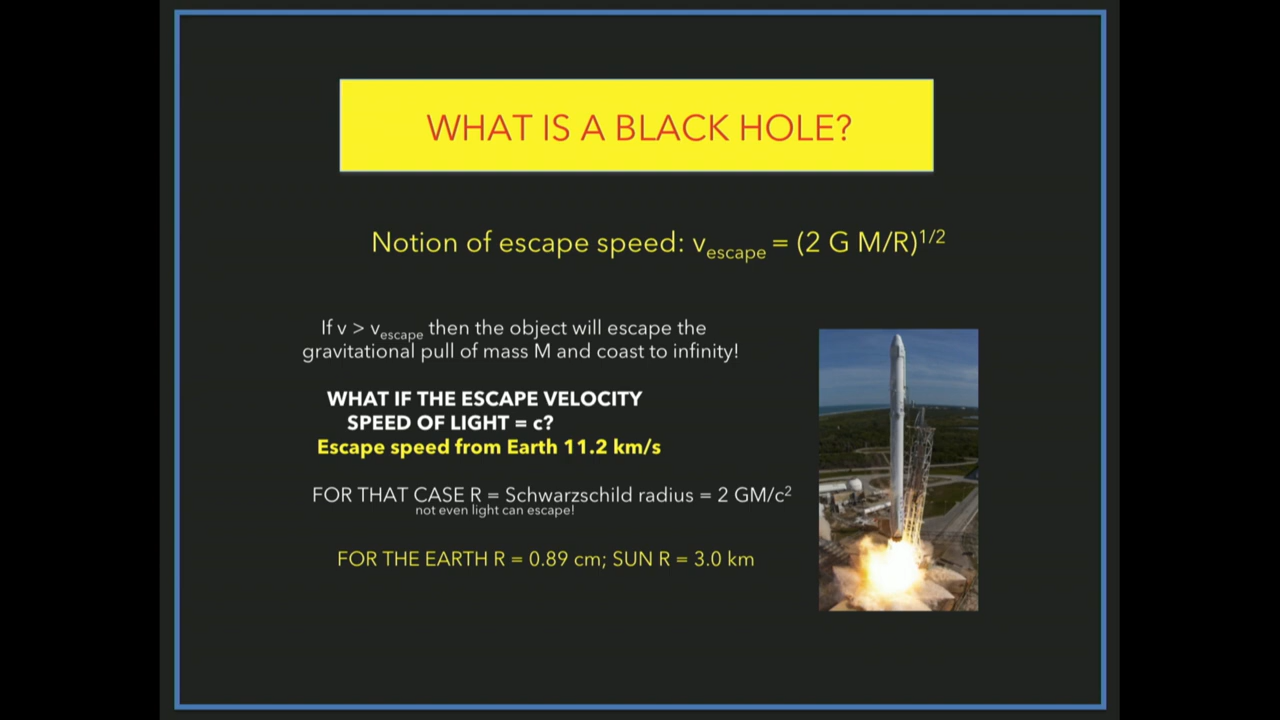 WHAT IS A BLACK HOLE?
Notion of escape speed: vescape = (2 G M/R)1/2
If v > vescape then the object will escape the
gravitational pull of mass M and coast to infinity!
WHAT IF THE ESCAPE VELOCITY
SPEED OF LIGHT = c?
Escape speed from Earth 11.2 km/s
FOR THAT CASE R = Schwarzschild radius = 2 GM/c2
not even light can escape!
FOR THE EARTH R = 0.89 cm; SUN R = 3.0 km